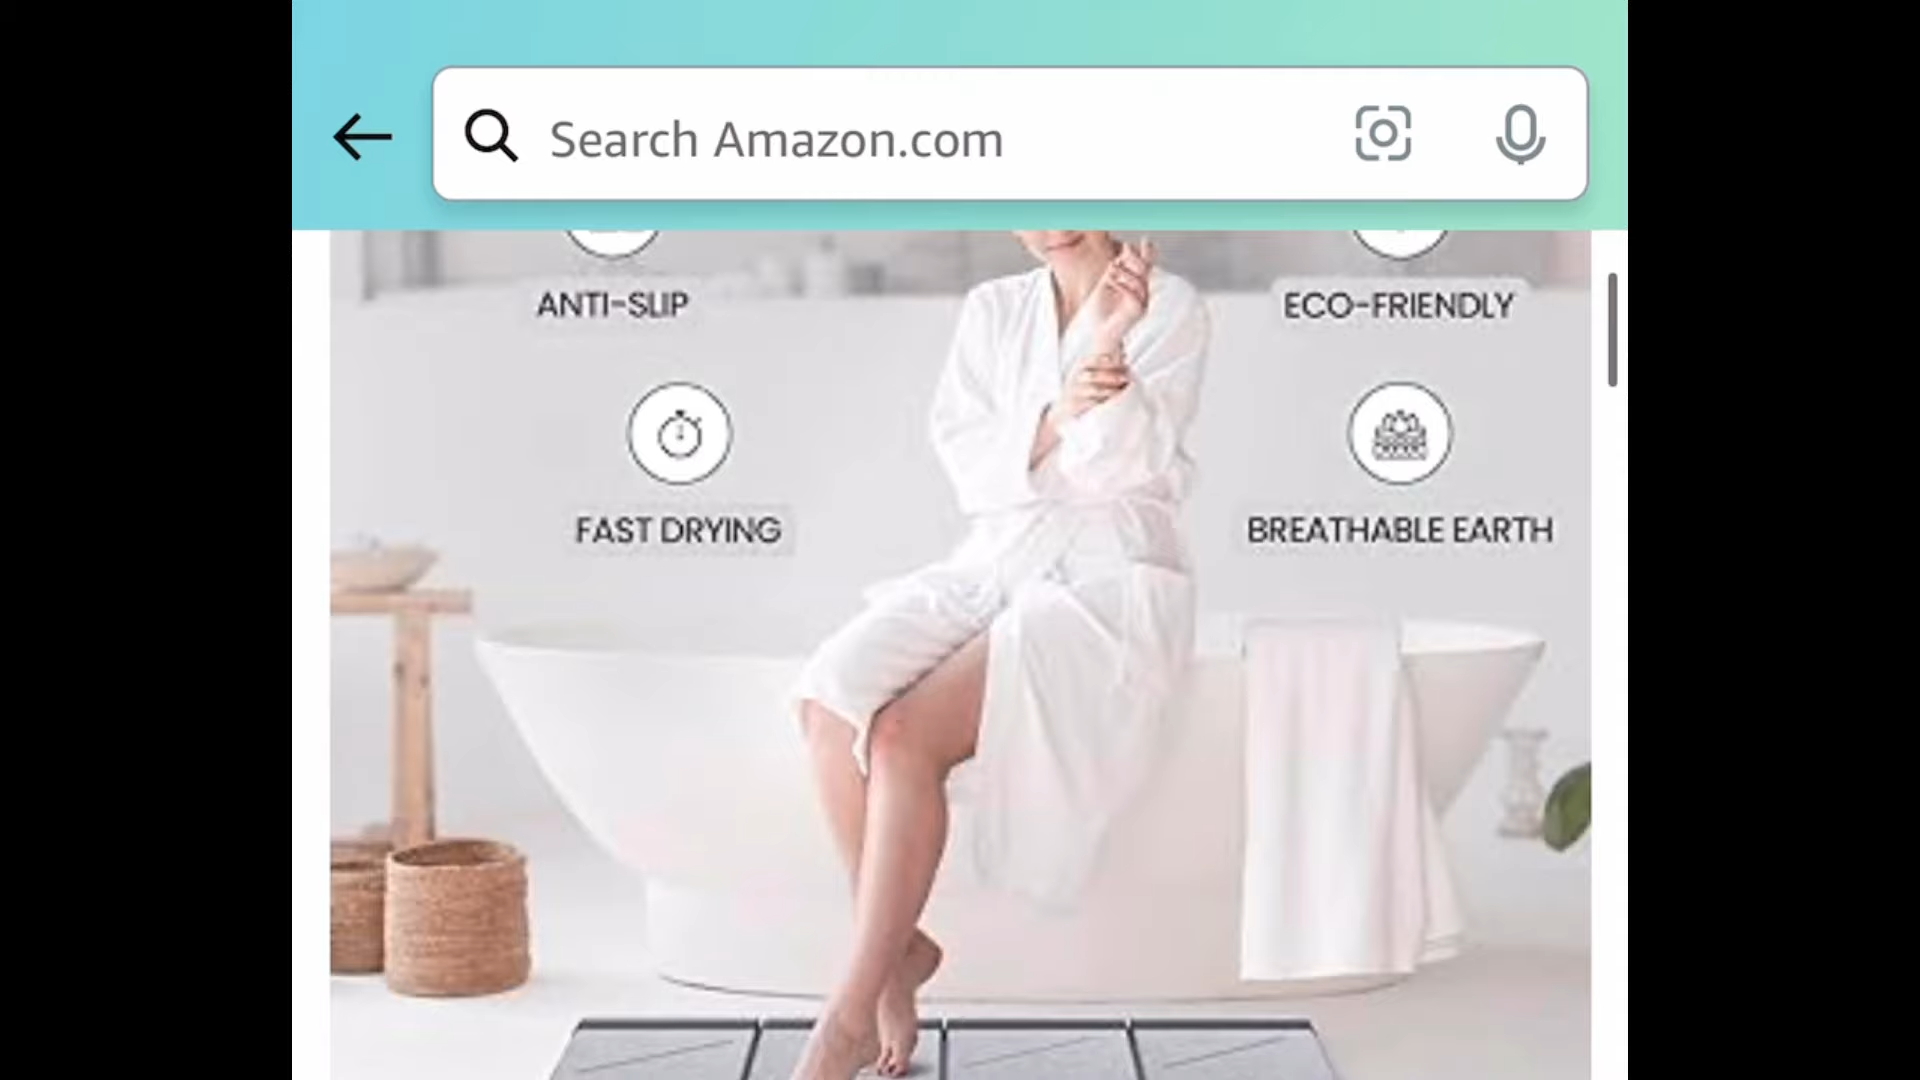 Search Amazon.com
ANTI-SLIP
ECO-FRIENDLY
FAST DRYING
BREATHABLE EARTH